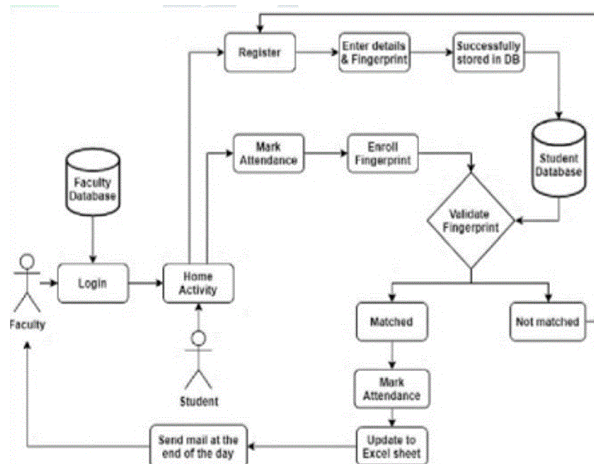 Register
Enter details
& Fingerprint
Successfully
stored in DB
Mark
Attendance
Enroll
Fingerprint
Student
Database
Faculty
Database
Validate
Fingerprint
Login
Home
Activity
Faculty
Student
Matched
Not matched
Mark
Attendance
Send mail at the
end of the day
Update to
Excel sheet